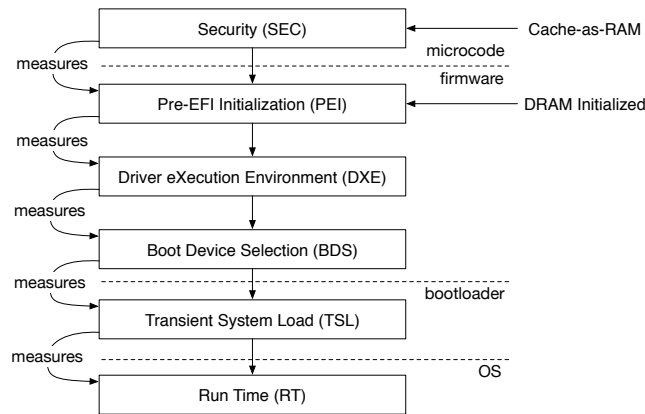 Security (SEC)
Cache-as-RAM
microcode
measures
firmware
Pre-EFI Initialization (PEI)
DRAM Initialized
measures
Driver eXecution Environment (DXE)
measures
Boot Device Selection (BDS)
measures
bootloader
Transient System Load (TSL)
measures
OS
Run Time (RT)